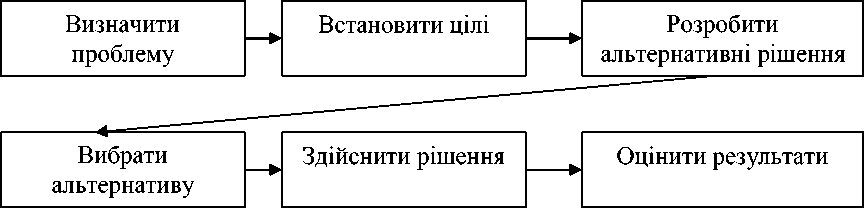 Визначити
проблему
Встановити цілі
Розробити
альтернативні рішення
Вибрати
альтернативу
Здійснити рішення
Оцінити результати